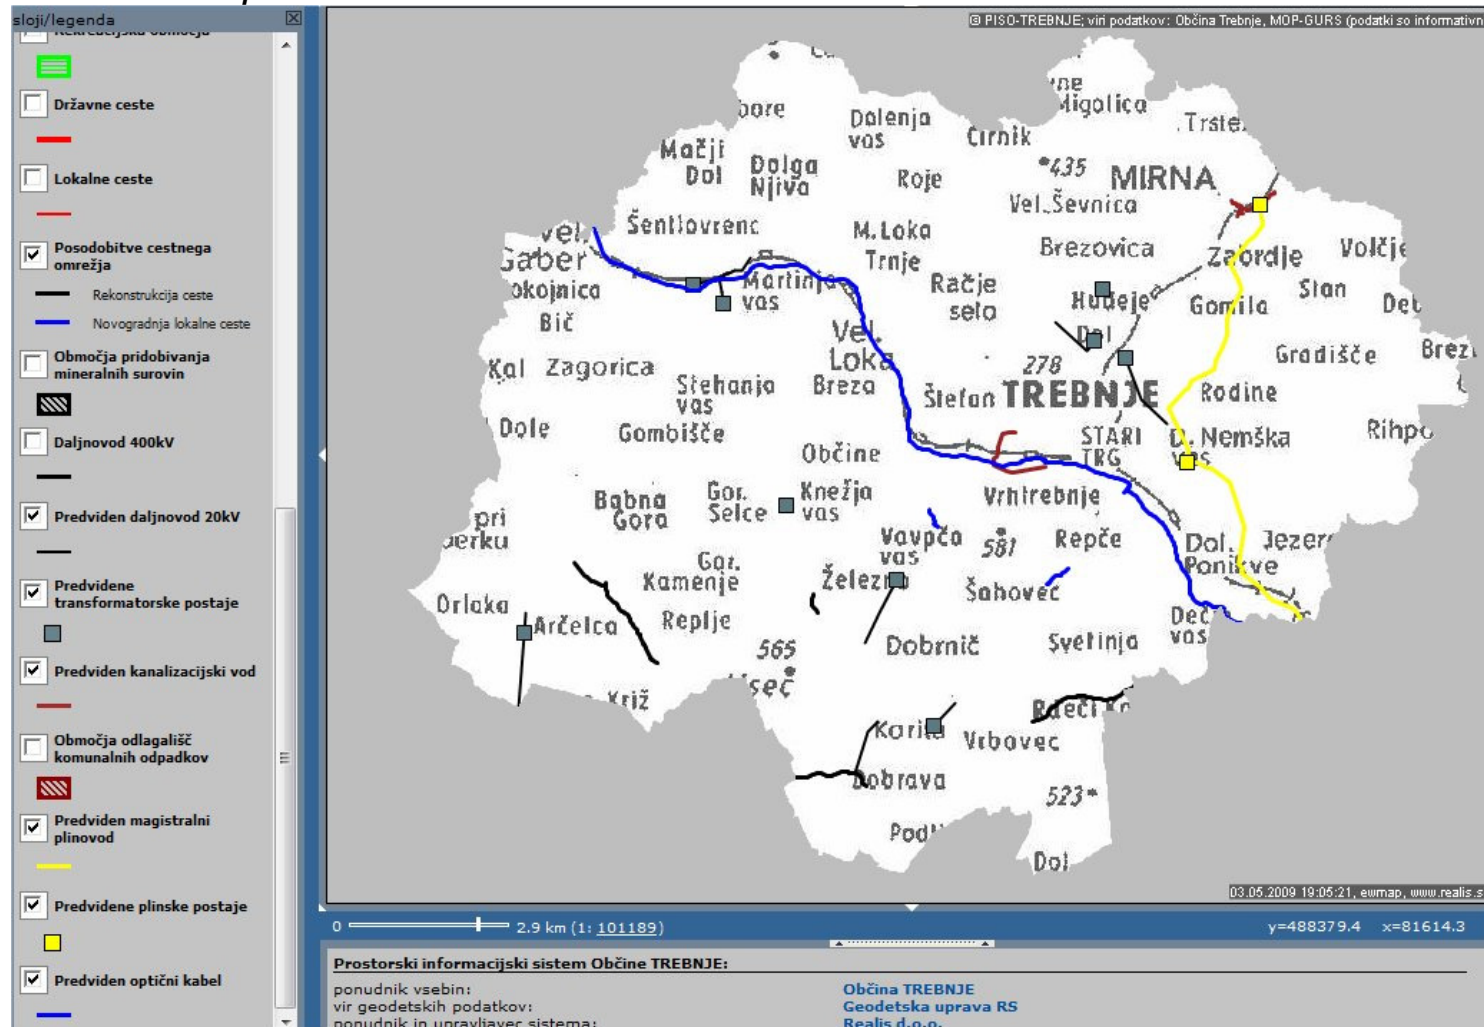 sloji/legenda
Rekreacijska območja
Državne ceste
Lokalne ceste
Posodobitve cestnega
omrežja
Rekonstrukcija ceste
Novogradnja lokalne ceste
Območja pridobivanja
mineralnih surovin
Daljnovod 400kV
Predviden daljnovod 20kV
Predvidene
transformatorske postaje
Predviden kanalizacijski vod
Območja odlagališč
komunalnih odpadkov
Predviden magistralni
plinovod
Predvidene plinske postaje
Predviden optični kabel
© PISO-TREBNJE; viri podatkov: Občina Trebnje, MOP-GURS (podatki so informativn
Migolica
Dolenja
vas
Čirnik
Mačji
Dol
Dolga
Njiva
Roje
435
MIRNA
Vel. Ševnica
Šentlovrenc
M. Loka
Trnje
Brezovica
Zabrdje
Vel.
Gaber
Martinja
vas
Račje
selo
Hudeje
Gomila
Bič
Vel.
Loka
Dol
Gradišče
Kal
Zagorica
278
Stehanja
vas
Breza
Štefan
TREBNJE
Rodine
Dole
Gombišče
Občine
STARI
TRG
D. Nemška
vas
Babna
Gora
Gor.
Selce
Knežja
vas
Vrhtrebnje
pri
Vavpča
vas
581
Repče
Dol.
Ponikve
Gor.
Kamenje
Šahovec
Orlaka
Arčelca
Replje
Dobrnič
Svetinja
vas
565
Križ
Vrbovec
Dobrava
523
Dol
03.05.2009 19:05:21, ewmap, www.realis.s
0
2.9 km (1: 101189)
y=488379.4 x=81614.3
Prostorski informacijski sistem Občine TREBNJE:
ponudnik vsebin: Občina TREBNJE
vir geodetskih podatkov: Geodetska uprava RS
ponudnik in upravljavec sistema: Realis d.o.o.